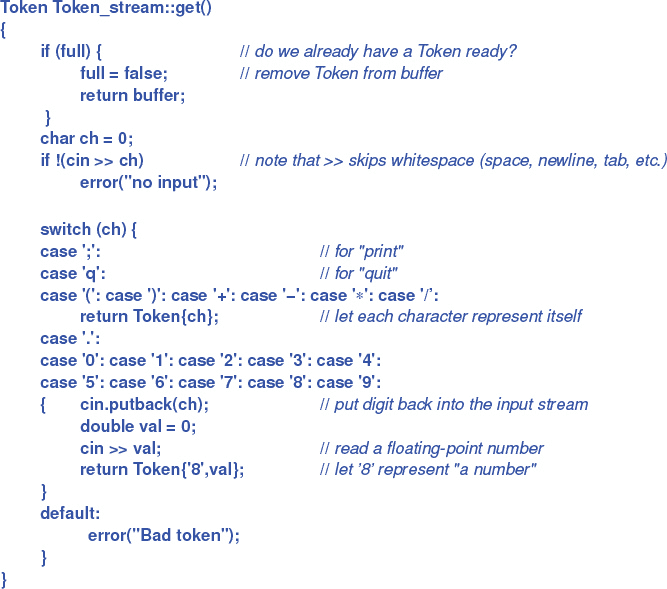 Token Token_stream::get()
{
if (full) { // do we already have a Token ready?
full = false; // remove Token from buffer
return buffer;
}
char ch = 0;
if !(cin >> ch) // note that >> skips whitespace (space, newline, tab, etc.)
error("no input");
switch (ch) {
case ';': // for "print"
case 'q': // for "quit"
case '(': case ')': case '+': case '−': case '∗': case '/’:
return Token{ch}; // let each character represent itself
case '.':
case '0': case '1': case '2': case '3': case '4':
case '5': case '6': case '7': case '8': case '9':
{ cin.putback(ch); // put digit back into the input stream
double val = 0;
cin >> val; // read a floating-point number
return Token{'8',val}; // let ’8’ represent "a number"
}
default:
error("Bad token");
}
}